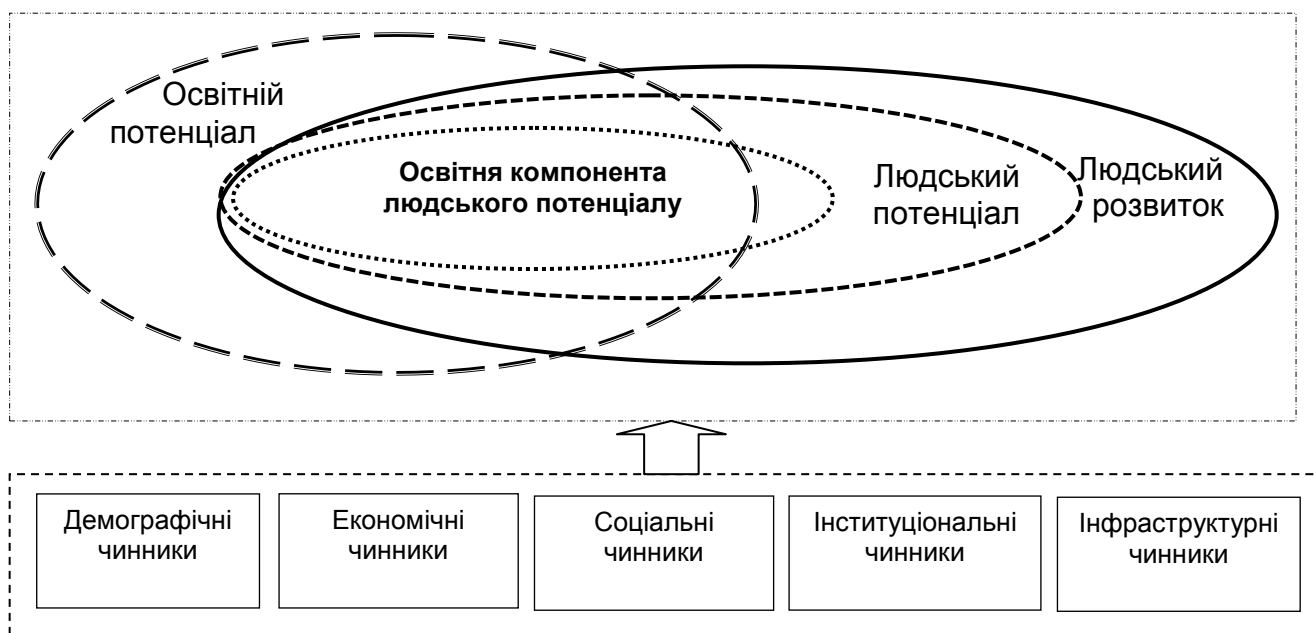 Освітній
потенціал
Освітня компонента
людського потенціалу
Людський
потенціал
Людський
розвиток
Демографічні
чинники
Економічні
чинники
Соціальні
чинники
Інституціональні
чинники
Інфраструктурні
чинники